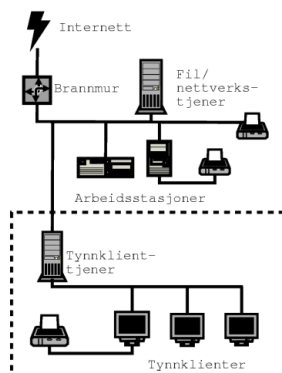 Internett
Brannmur
Fil/
nettverks-
tjener
Arbeidsstasjoner
Tynnklient-
tjener
Tynnklienter